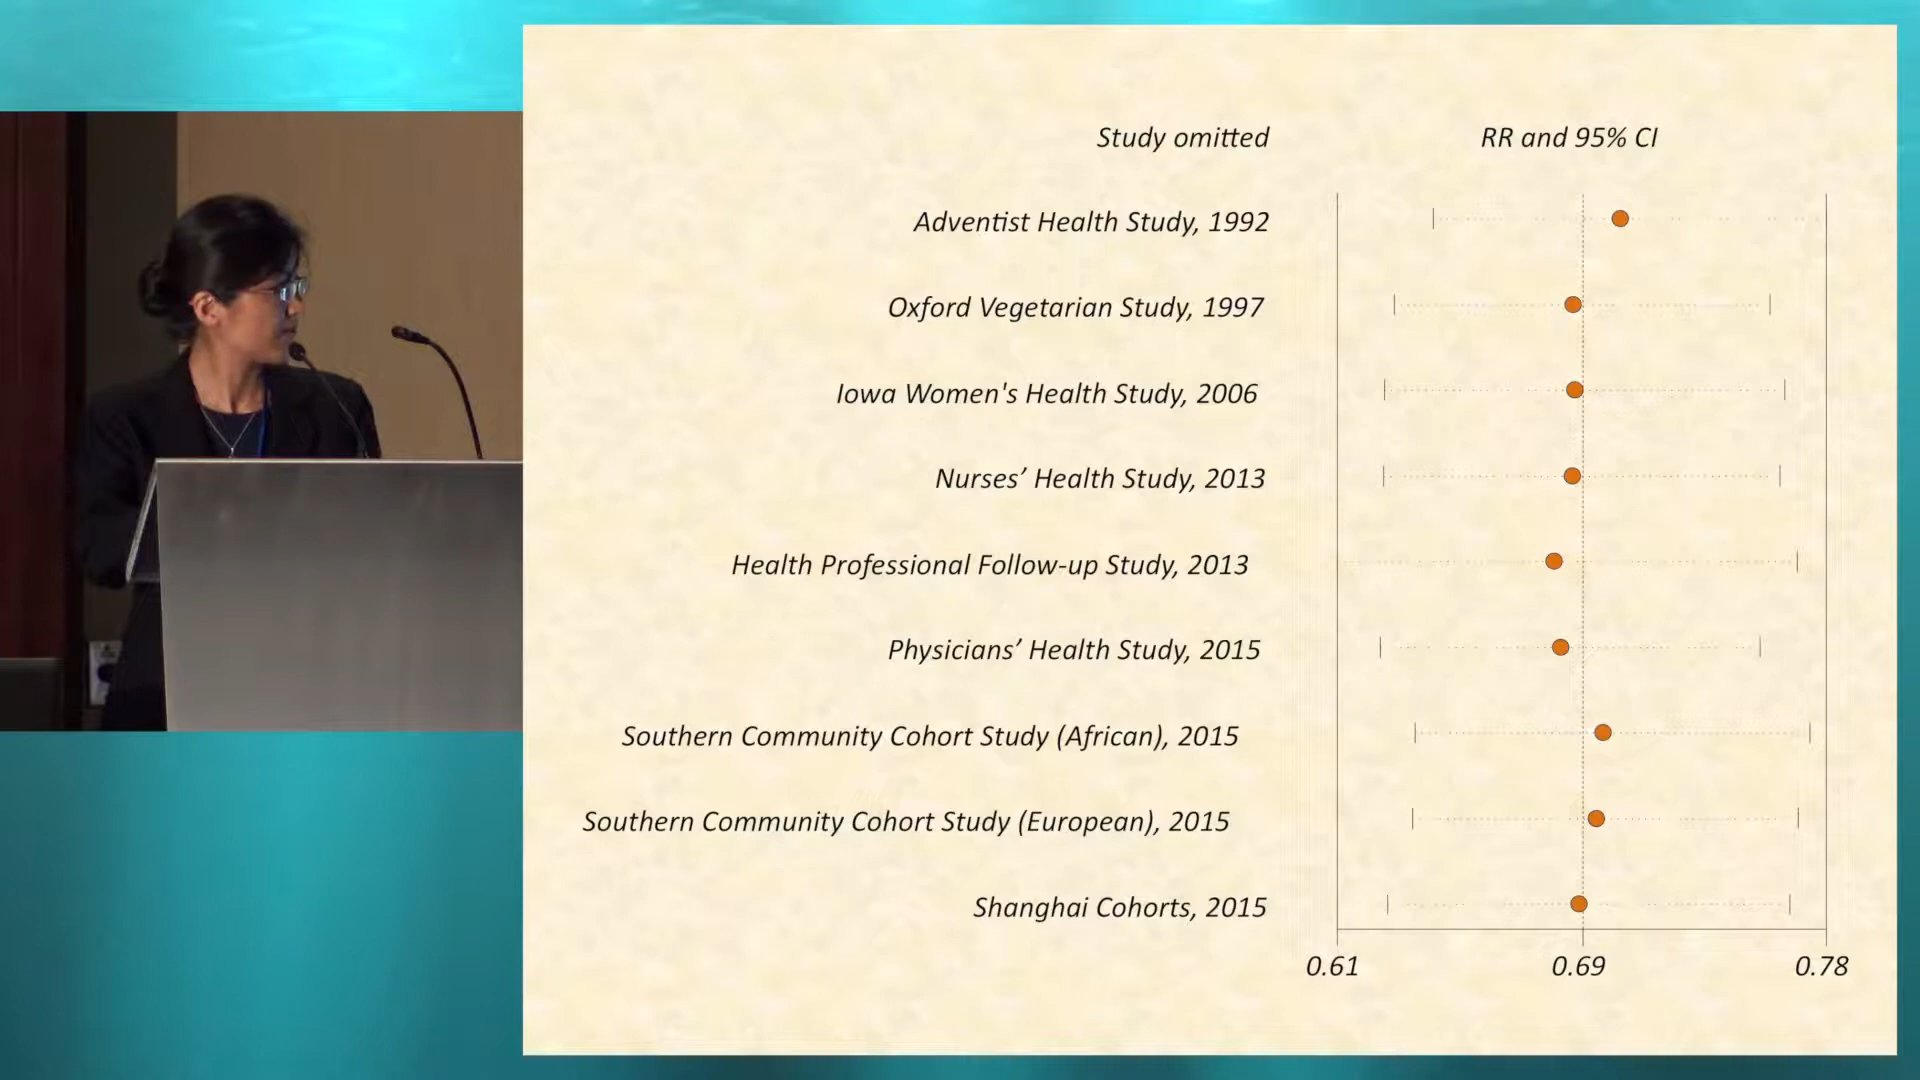 Study omitted RR and 95% CI
Adventist Health Study, 1992
Oxford Vegetarian Study, 1997
Iowa Women's Health Study, 2006
Nurses’ Health Study, 2013
Health Professional Follow-up Study, 2013
Physicians’ Health Study, 2015
Southern Community Cohort Study (African), 2015
Southern Community Cohort Study (European), 2015
Shanghai Cohorts, 2015
0.61 0.69 0.78